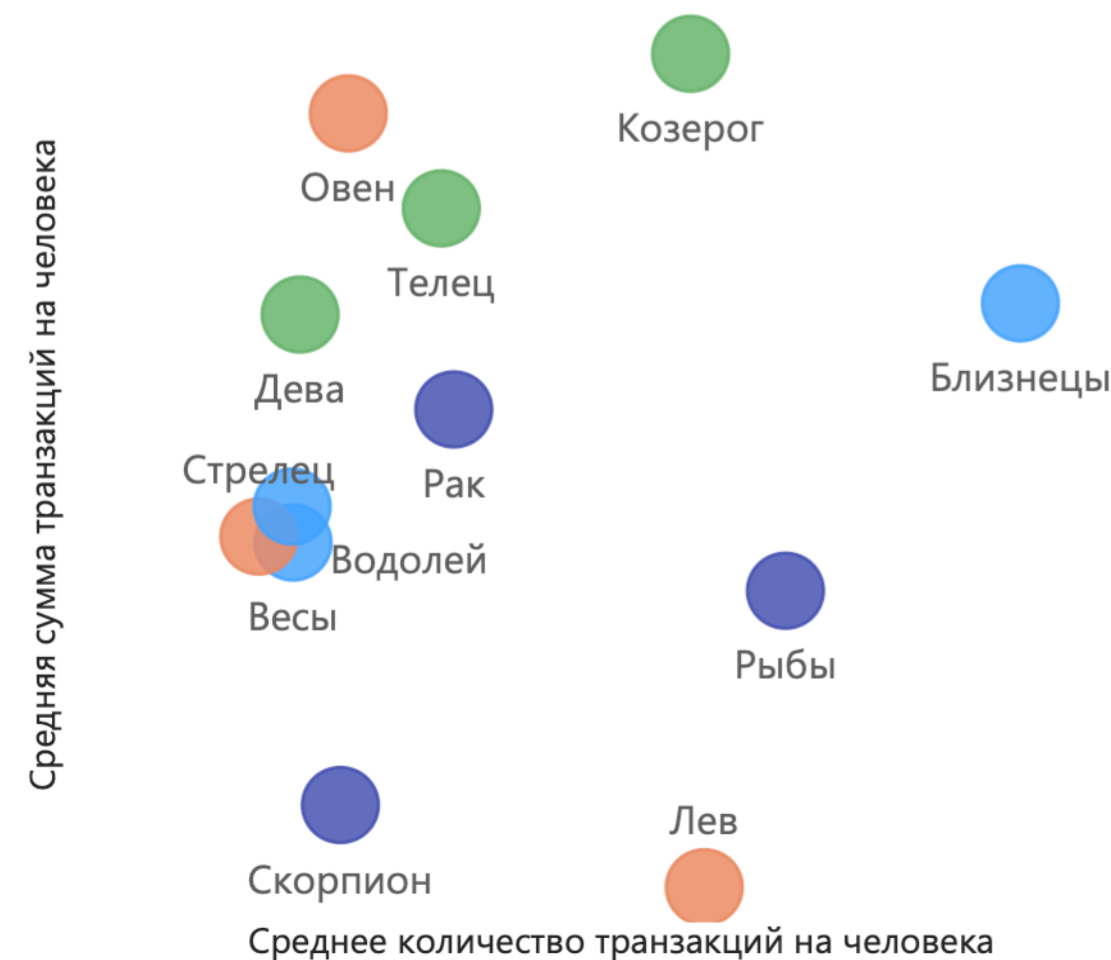 Средняя сумма транзакций на человека
Козерог
Овен
Телец
Близнецы
Дева
Стрелец
Рак
Водолей
Весы
Рыбы
Лев
Скорпион
Среднее количество транзакций на человека